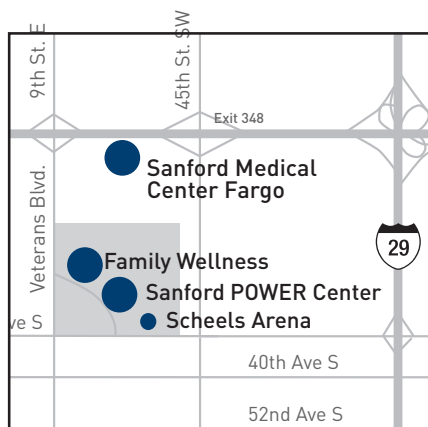 9th St. E
45th St. SW
Exit 348
Sanford Medical
Center Fargo
Veterans Blvd.
29
Family Wellness
Sanford POWER Center
Scheels Arena
ve S
40th Ave S
52nd Ave S